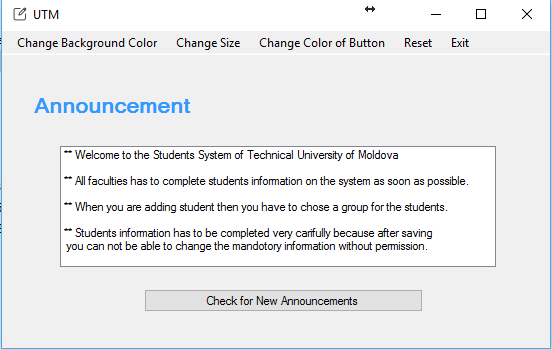 UTM
Change Background Color Change Size Change Color of Button Reset Exit
Announcement
** Welcome to the Students System of Technical University of Moldova
** All faculties has to complete students information on the system as soon as possible.
** When you are adding student then you have to chose a group for the students.
** Students information has to be completed very carifully because after saving
you can not be able to change the mandotory information without permission.
Check for New Announcements